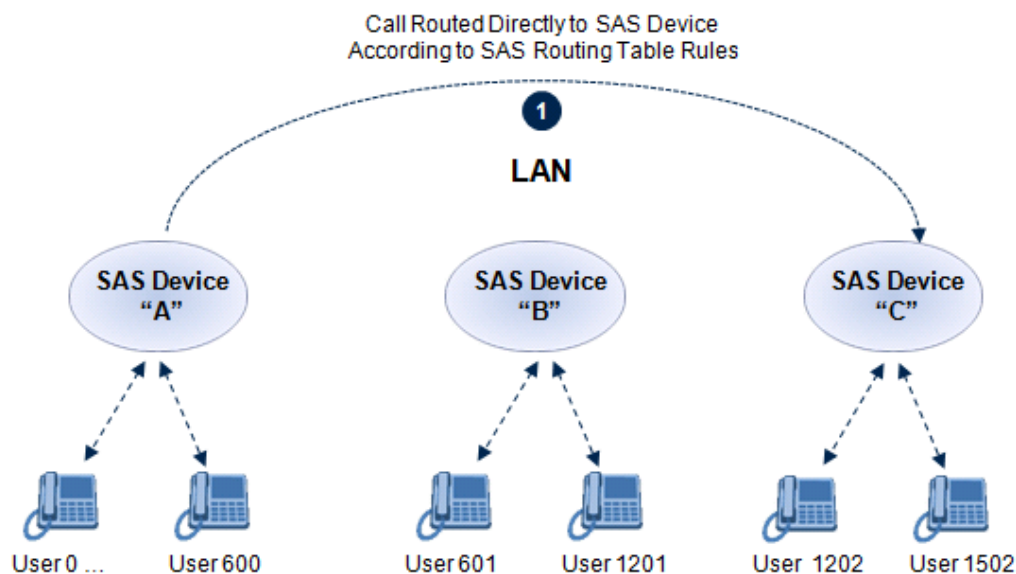 Call Routed Directly to SAS Device
According to SAS Routing Table Rules
1
LAN
SAS Device
“A”
SAS Device
“B”
SAS Device
“C”
User 0 ...
User 600
User 601
User 1201
User 1202
User 1502